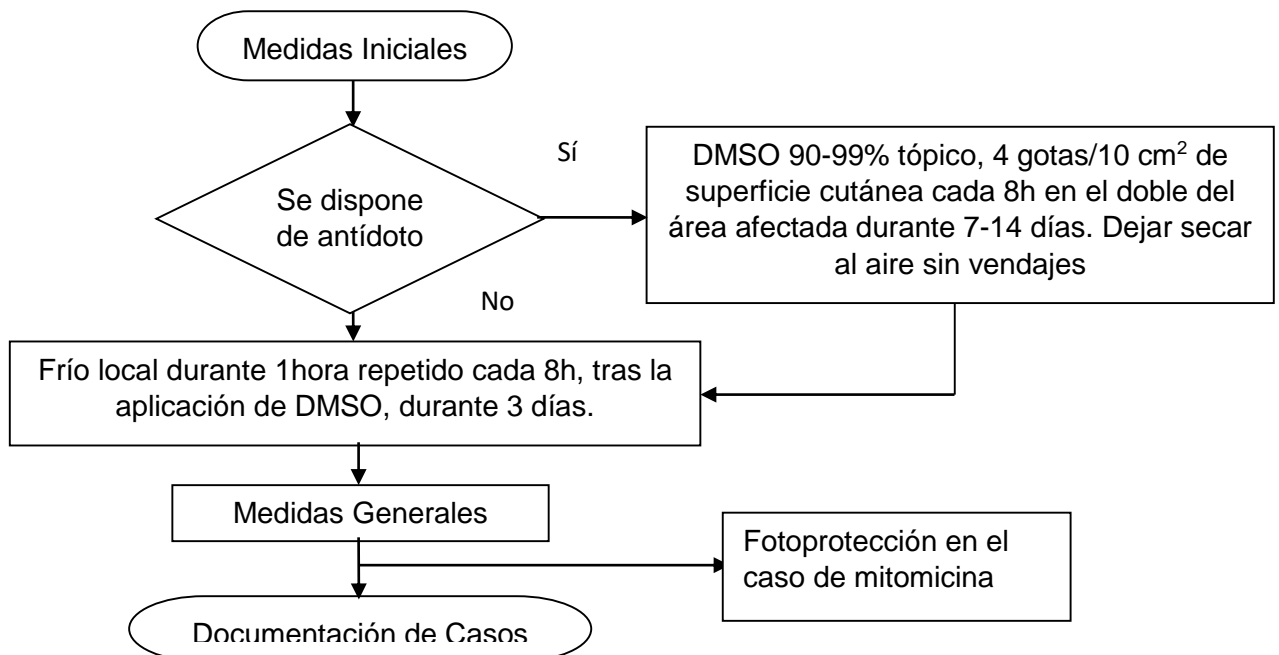 Medidas Iniciales
Se dispone
de antídoto
Sí
DMSO 90-99% tópico, 4 gotas/10 cm² de
superficie cutánea cada 8h en el doble del
área afectada durante 7-14 días. Dejar secar
al aire sin vendajes
No
Frío local durante 1hora repetido cada 8h, tras la
aplicación de DMSO, durante 3 días.
Medidas Generales
Fotoprotección en el
caso de mitomicina
Documentación de Casos